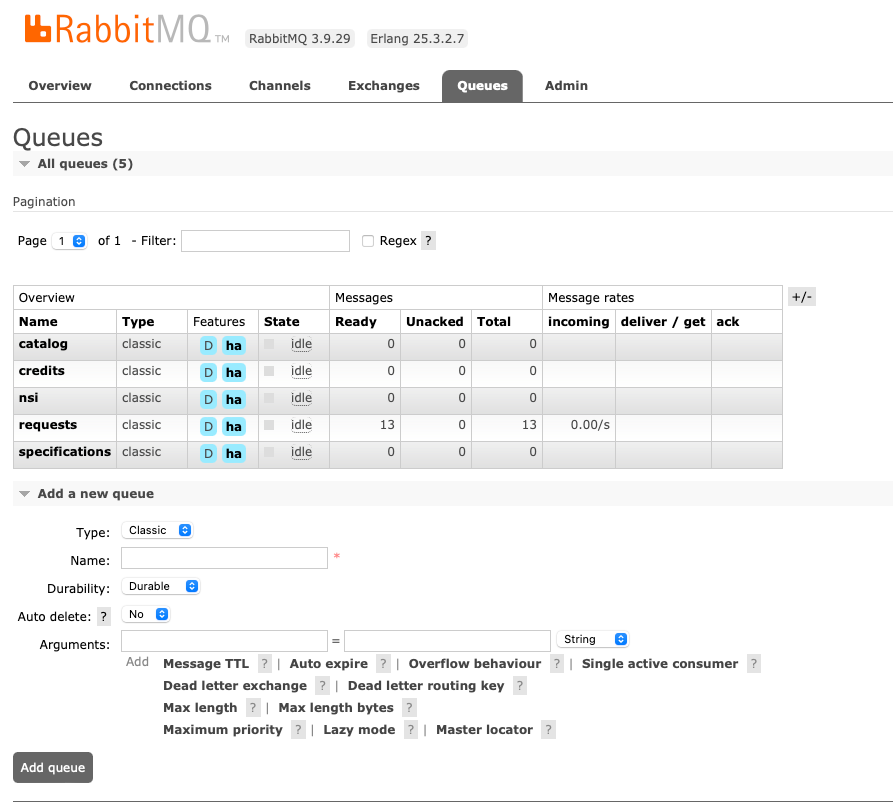 RabbitMQ TM RabbitMQ 3.9.29 Erlang 25.3.2.7
Overview Connections Channels Exchanges Queues Admin
Queues
All queues (5)
Pagination
Page 1 of 1 - Filter: Regex ?
Overview Messages Message rates +/-
Name Type Features State Ready Unacked Total incoming deliver / get ack
catalog classic D ha idle 0 0 0
credits classic D ha idle 0 0 0
nsi classic D ha idle 0 0 0
requests classic D ha idle 13 0 13 0.00/s
specifications classic D ha idle 0 0 0
Add a new queue
Type: Classic
Name: *
Durability: Durable
Auto delete: ? No
Arguments: = String
Add Message TTL ? | Auto expire ? | Overflow behaviour ? | Single active consumer ?
Dead letter exchange ? | Dead letter routing key ?
Max length ? | Max length bytes ?
Maximum priority ? | Lazy mode ? | Master locator ?
Add queue